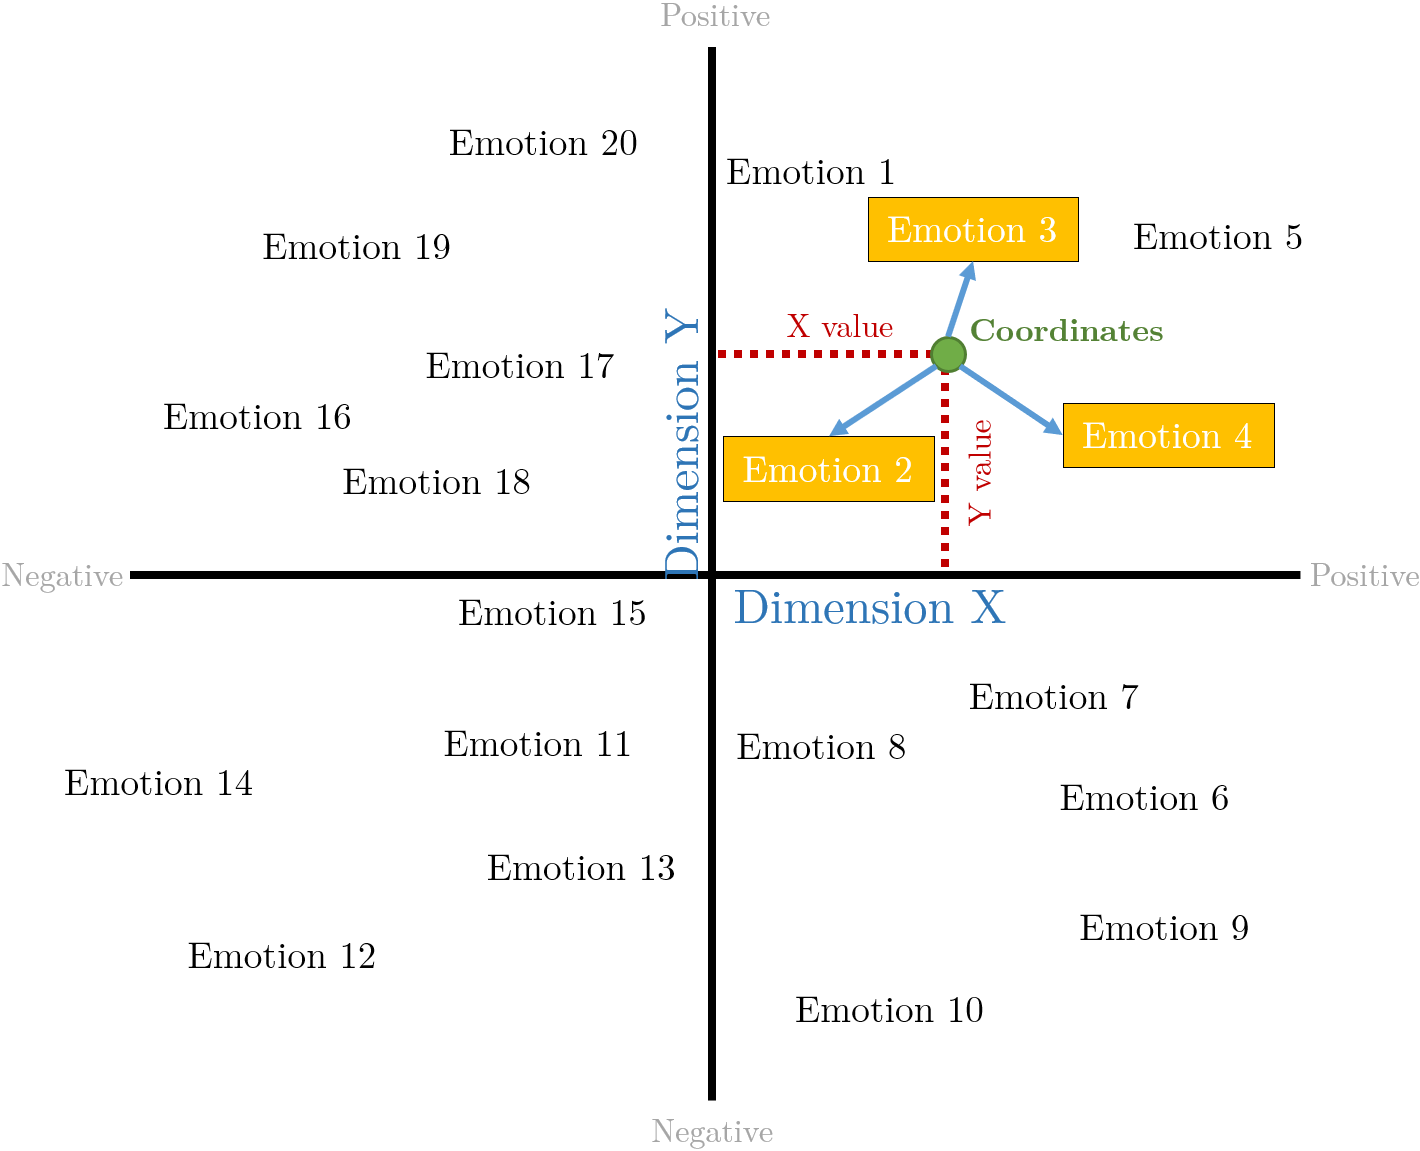 Positive
Emotion 20
Emotion 1
Emotion 3
Emotion 5
Emotion 19
X value
Coordinates
Emotion 17
Dimension Y
Emotion 16
Emotion 4
Emotion 2
Y value
Emotion 18
Negative
Positive
Emotion 15
Dimension X
Emotion 7
Emotion 11
Emotion 8
Emotion 14
Emotion 6
Emotion 13
Emotion 9
Emotion 12
Emotion 10
Negative